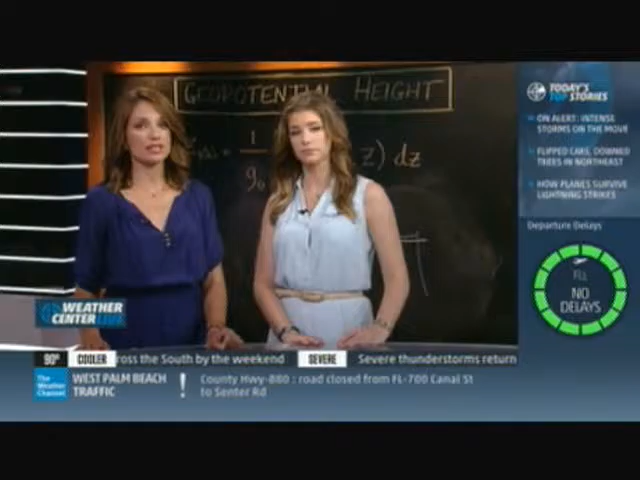 GEOPOTENTIAL HEIGHT
1
g₀
z) dz
TODAY'S
TOP STORIES
ON ALERT: INTENSE
STORMS ON THE MOVE
FLIPPED CARS, DOWNED
TREES IN NORTHEAST
HOW PLANES SURVIVE
LIGHTNING STRIKES
Departure Delays
FLL
NO
DELAYS
WEATHER
CENTER LIVE
90° COOLER ross the South by the weekend SEVERE Severe thunderstorms return
The
Weather
Channel
WEST PALM BEACH
TRAFFIC
! County Hwy-880 : road closed from FL-700 Canal St
to Senter Rd